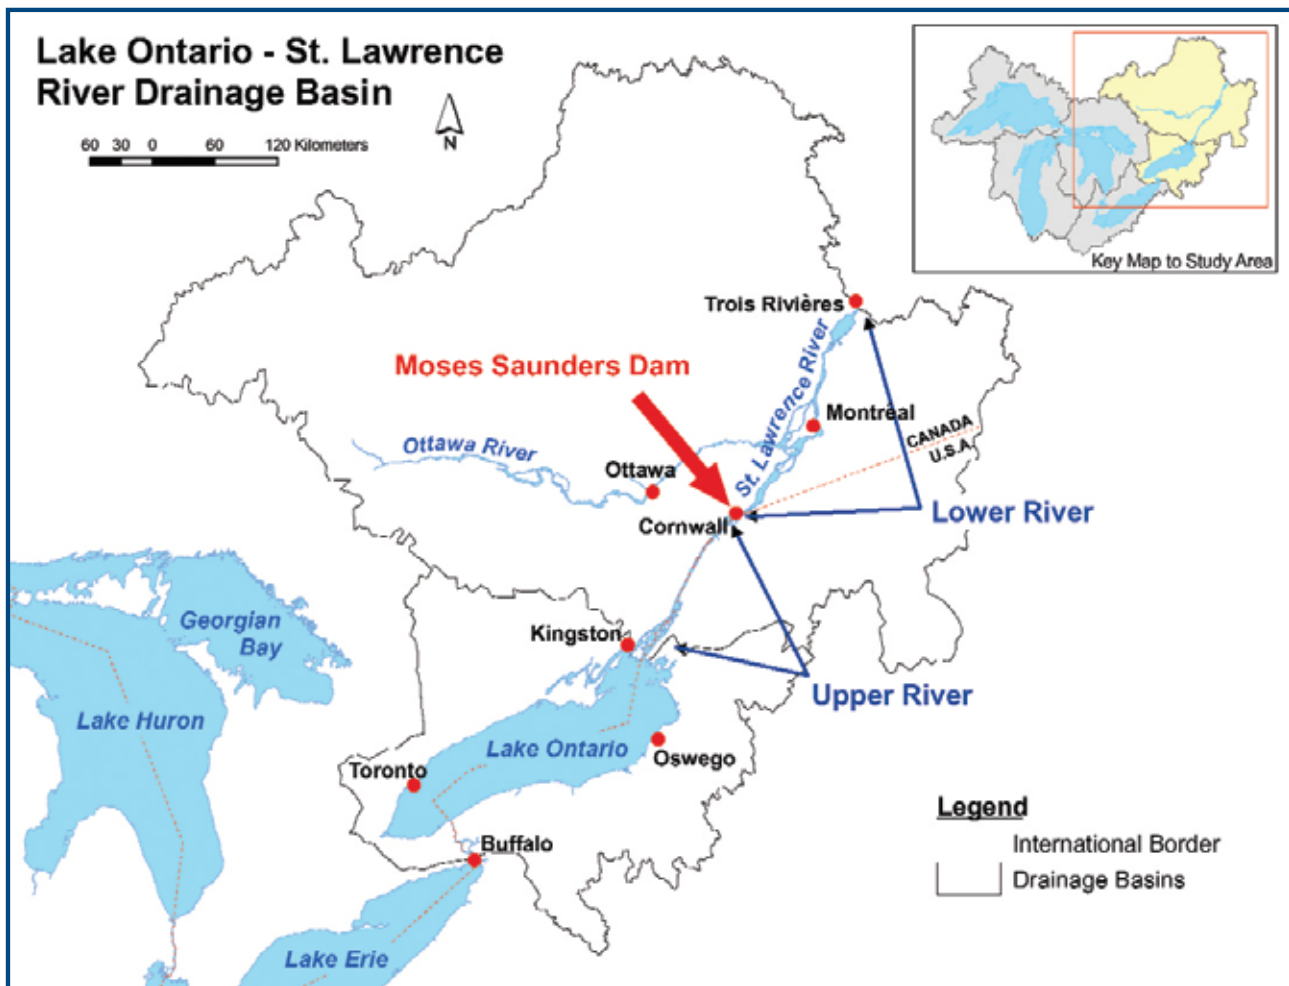 Lake Ontario - St. Lawrence
River Drainage Basin
N
60 30 0 60 120 Kilometers
Key Map to Study Area
Trois Rivières
St. Lawrence River
Moses Saunders Dam
Montréal
CANADA
U.S.A.
Ottawa River
Ottawa
Cornwall
Lower River
Georgian
Bay
Kingston
Upper River
Lake Huron
Lake Ontario
Oswego
Toronto
Buffalo
Lake Erie
Legend
International Border
Drainage Basins